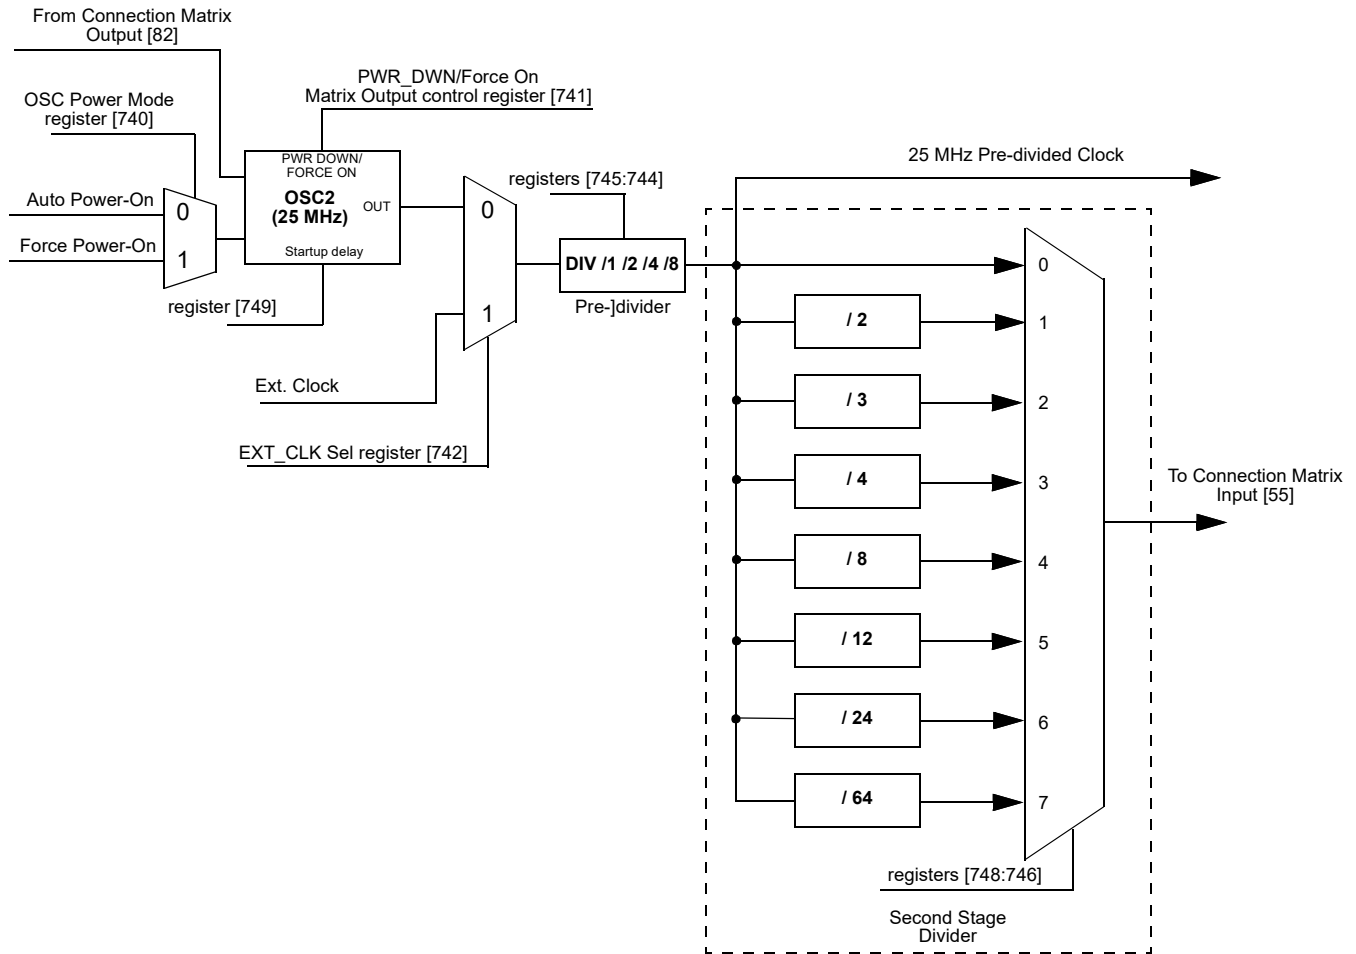 From Connection Matrix
Output [82]
PWR_DWN/Force On
Matrix Output control register [741]
OSC Power Mode
register [740]
25 MHz Pre-divided Clock
PWR DOWN/
FORCE ON
OSC2
(25 MHz)
OUT
Startup delay
Auto Power-On
0
Force Power-On
1
register [749]
0
1
registers [745:744]
DIV /1 /2 /4 /8
Pre-]divider
Ext. Clock
EXT_CLK Sel register [742]
0
/ 2
1
/ 3
2
/ 4
3
/ 8
4
/ 12
5
/ 24
6
/ 64
7
To Connection Matrix
Input [55]
registers [748:746]
Second Stage
Divider